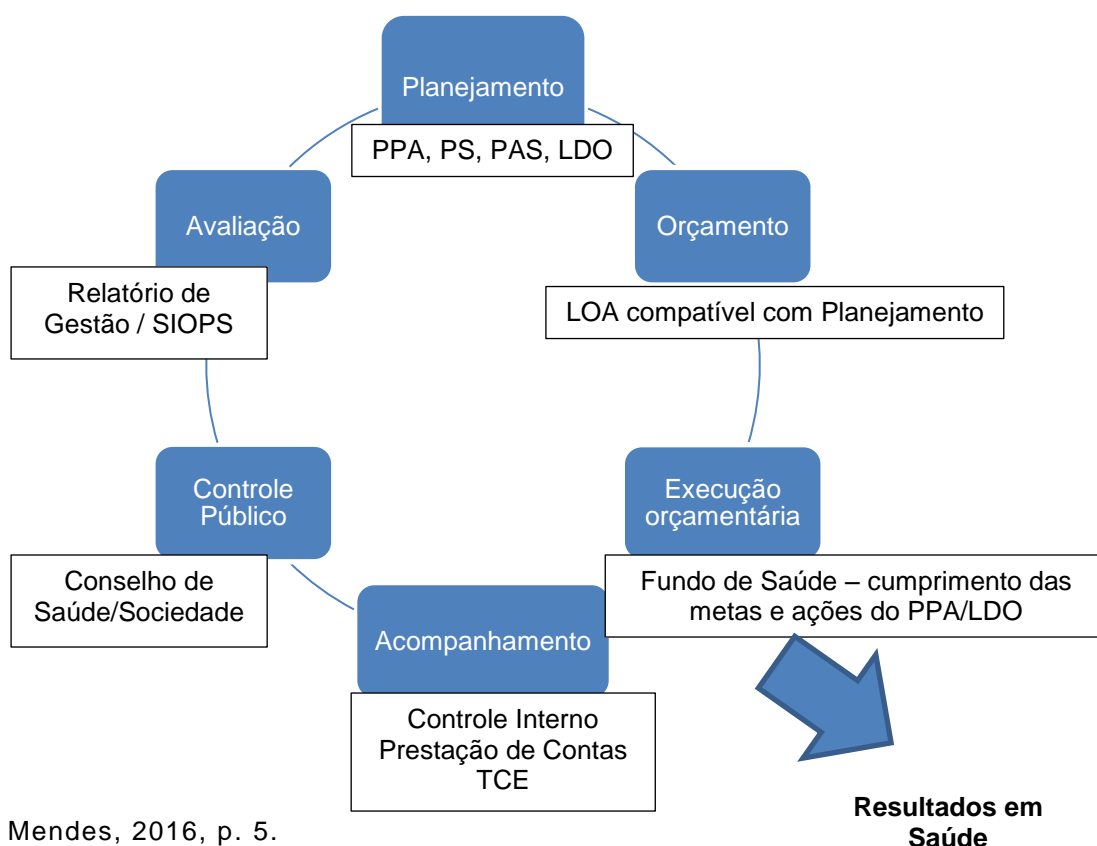 Planejamento
PPA, PS, PAS, LDO
Orçamento
LOA compatível com Planejamento
Execução
orçamentária
Fundo de Saúde – cumprimento das
metas e ações do PPA/LDO
Resultados em
Saúde
Acompanhamento
Controle Interno
Prestação de Contas
TCE
Controle
Público
Conselho de
Saúde/Sociedade
Avaliação
Relatório de
Gestão / SIOPS
Mendes, 2016, p. 5.